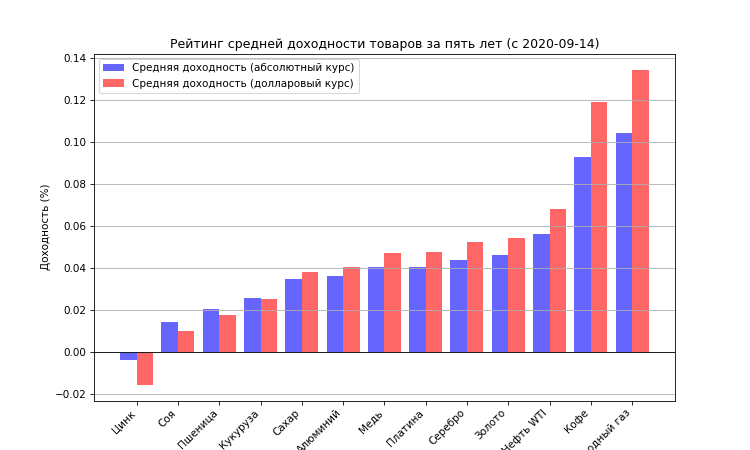 Рейтинг средней доходности товаров за пять лет (с 2020-09-14)
Средняя доходность (абсолютный курс)
Средняя доходность (долларовый курс)
Доходность (%)
0.14
0.12
0.10
0.08
0.06
0.04
0.02
0.00
−0.02
Цинк
Соя
Пшеница
Кукуруза
Сахар
Алюминий
Медь
Платина
Серебро
Золото
Нефть WTI
Кофе
газ